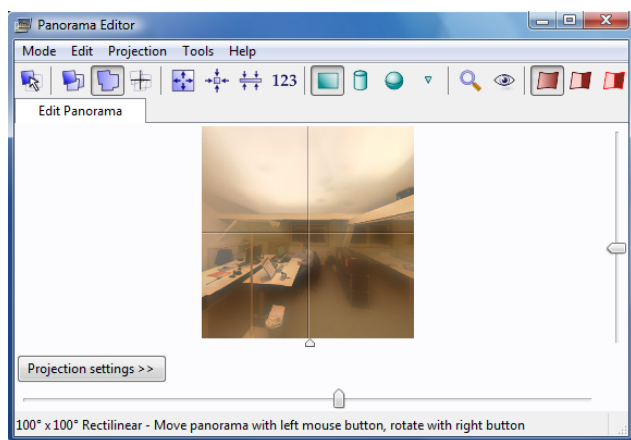 Panorama Editor
Mode Edit Projection Tools Help
123
Edit Panorama
Projection settings >>
100° x 100° Rectilinear - Move panorama with left mouse button, rotate with right button